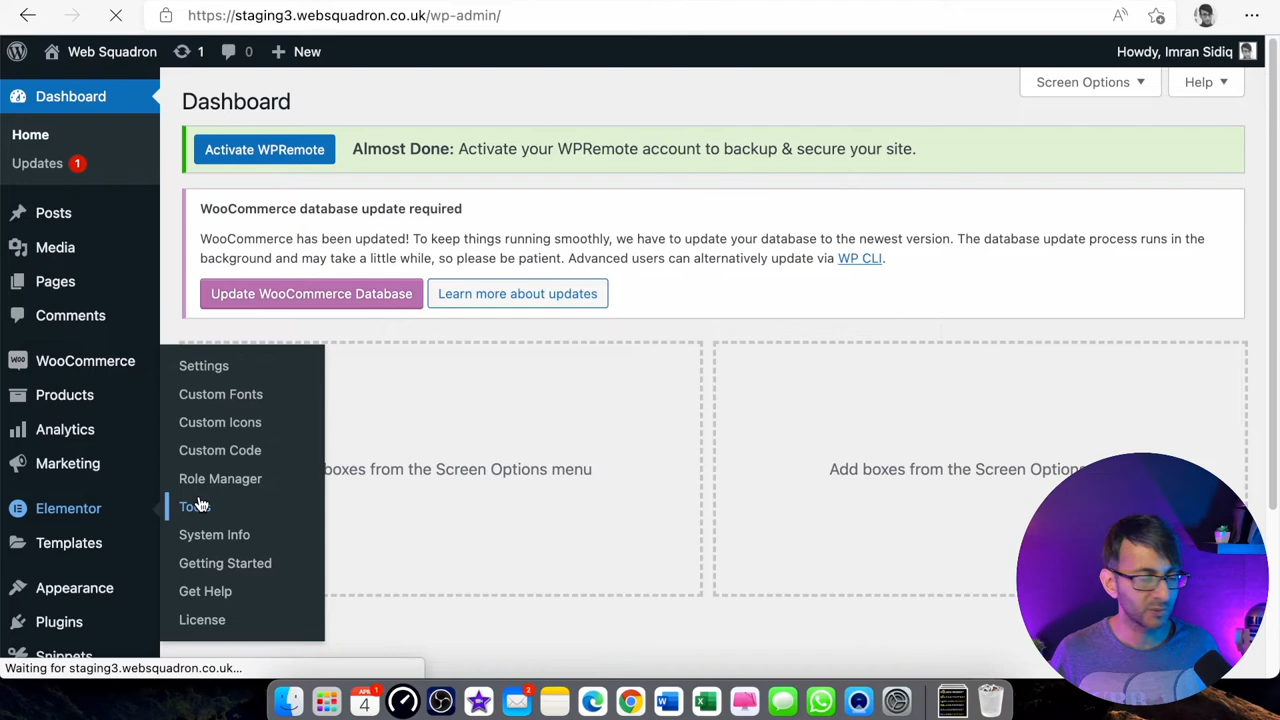 https://staging3.websquadron.co.uk/wp-admin/
Web Squadron
1
0
New
Howdy, Imran Sidiq
Dashboard
Home
Updates 1
Posts
Media
Pages
Comments
WooCommerce
Products
Analytics
Marketing
Elementor
Templates
Appearance
Plugins
Settings
Custom Fonts
Custom Icons
Custom Code
Role Manager
System Info
Getting Started
Get Help
License
Screen Options
Help
Dashboard
Activate WPRemote
Almost Done: Activate your WPRemote account to backup & secure your site.
WooCommerce database update required
WooCommerce has been updated! To keep things running smoothly, we have to update your database to the newest version. The database update process runs in the
background and may take a little while, so please be patient. Advanced users can alternatively update via WP CLI.
Update WooCommerce Database
Learn more about updates
boxes from the Screen Options menu
Add boxes from the Screen Options
Waiting for staging3.websquadron.co.uk...
APR
4
1
2